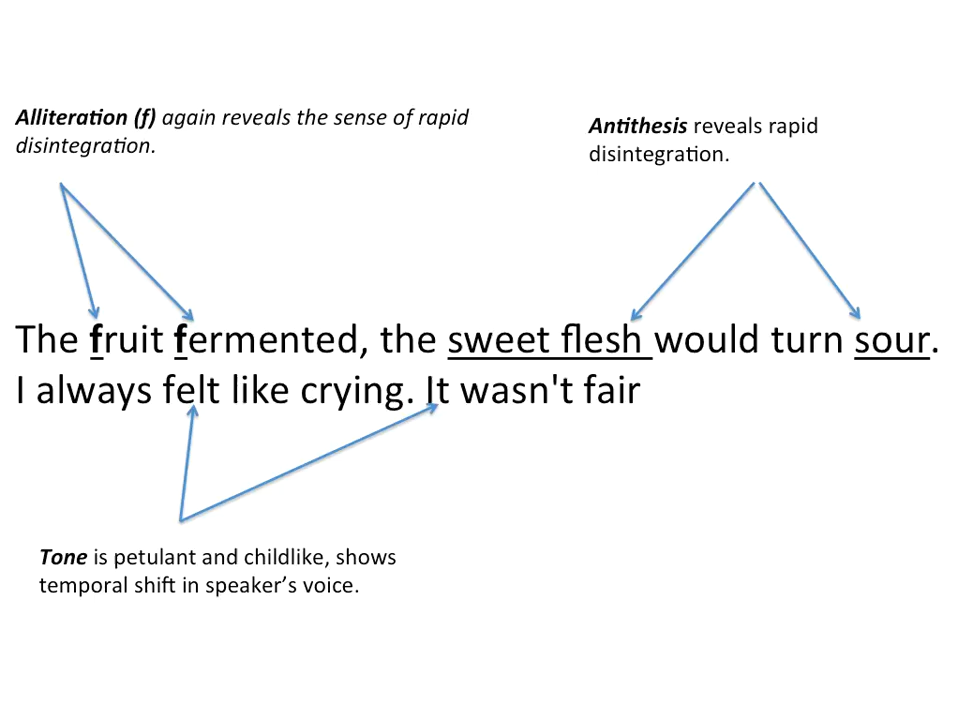 Alliteration (f) again reveals the sense of rapid
disintegration.
Antithesis reveals rapid
disintegration.
The fruit fermented, the sweet flesh would turn sour.
I always felt like crying. It wasn't fair
Tone is petulant and childlike, shows
temporal shift in speaker’s voice.